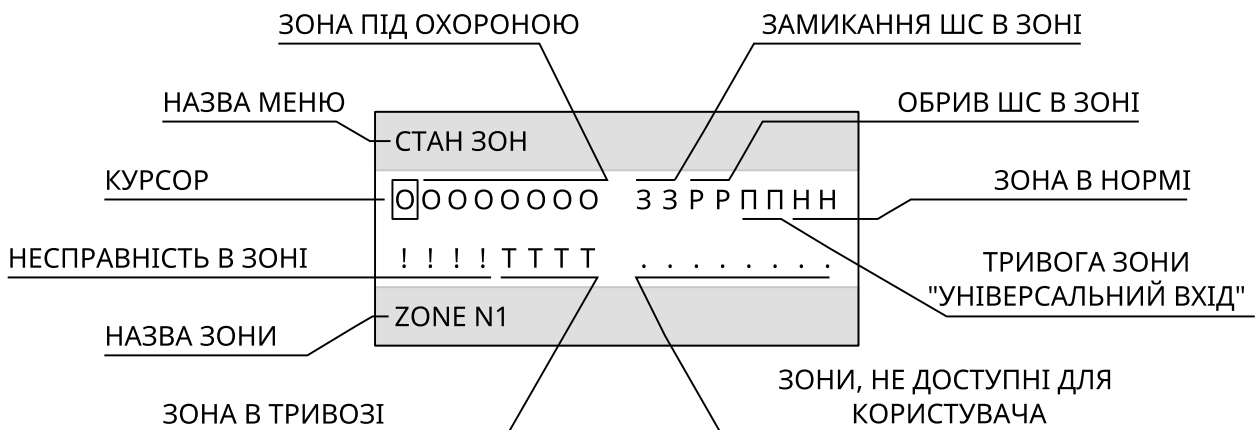 ЗОНА ПІД ОХОРОНОЮ
ЗАМИКАННЯ ШС В ЗОНІ
НАЗВА МЕНЮ
ОБРИВ ШС В ЗОНІ
СТАН ЗОН
КУРСОР
ЗОНА В НОРМІ
О О О О О О О О З З Р Р П П Н Н
НЕСПРАВНІСТЬ В ЗОНІ
! ! ! ! Т Т Т Т . . . . . . . .
ТРИВОГА ЗОНИ
"УНІВЕРСАЛЬНИЙ ВХІД"
ZONE N1
НАЗВА ЗОНИ
ЗОНА В ТРИВОЗІ
ЗОНИ, НЕ ДОСТУПНІ ДЛЯ
КОРИСТУВАЧА